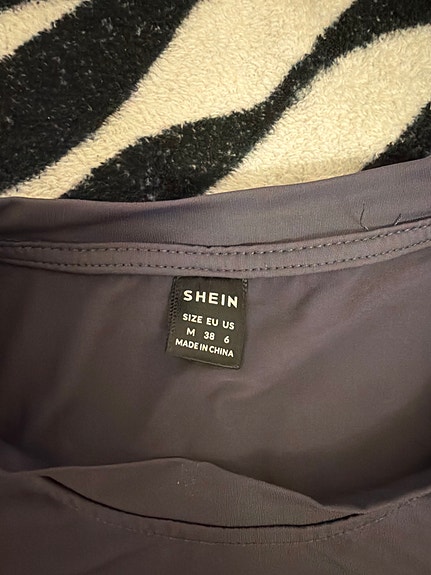 SHEIN
SIZE EU US
M 38 6
MADE IN CHINA